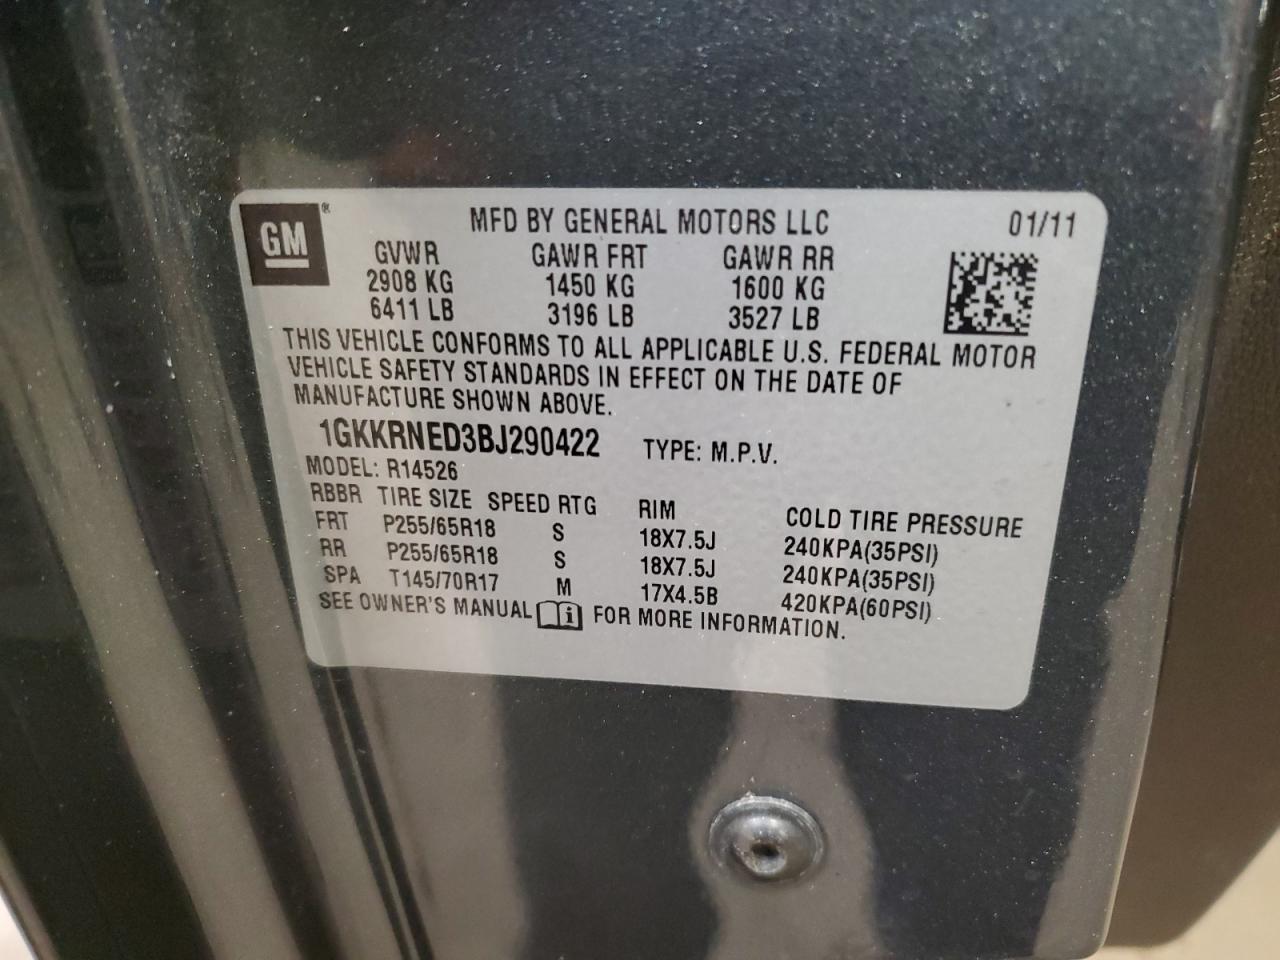 GM® MFD BY GENERAL MOTORS LLC 01/11
GVWR GAWR FRT GAWR RR
2908 KG 1450 KG 1600 KG
6411 LB 3196 LB 3527 LB
THIS VEHICLE CONFORMS TO ALL APPLICABLE U.S. FEDERAL MOTOR
VEHICLE SAFETY STANDARDS IN EFFECT ON THE DATE OF
MANUFACTURE SHOWN ABOVE.
1GKKRNED3BJ290422 TYPE: M.P.V.
MODEL: R14526
RBBR TIRE SIZE SPEED RTG RIM COLD TIRE PRESSURE
FRT P255/65R18 S 18X7.5J 240KPA(35PSI)
RR P255/65R18 S 18X7.5J 240KPA(35PSI)
SPA T145/70R17 M 17X4.5B 420KPA(60PSI)
SEE OWNER'S MANUAL FOR MORE INFORMATION.